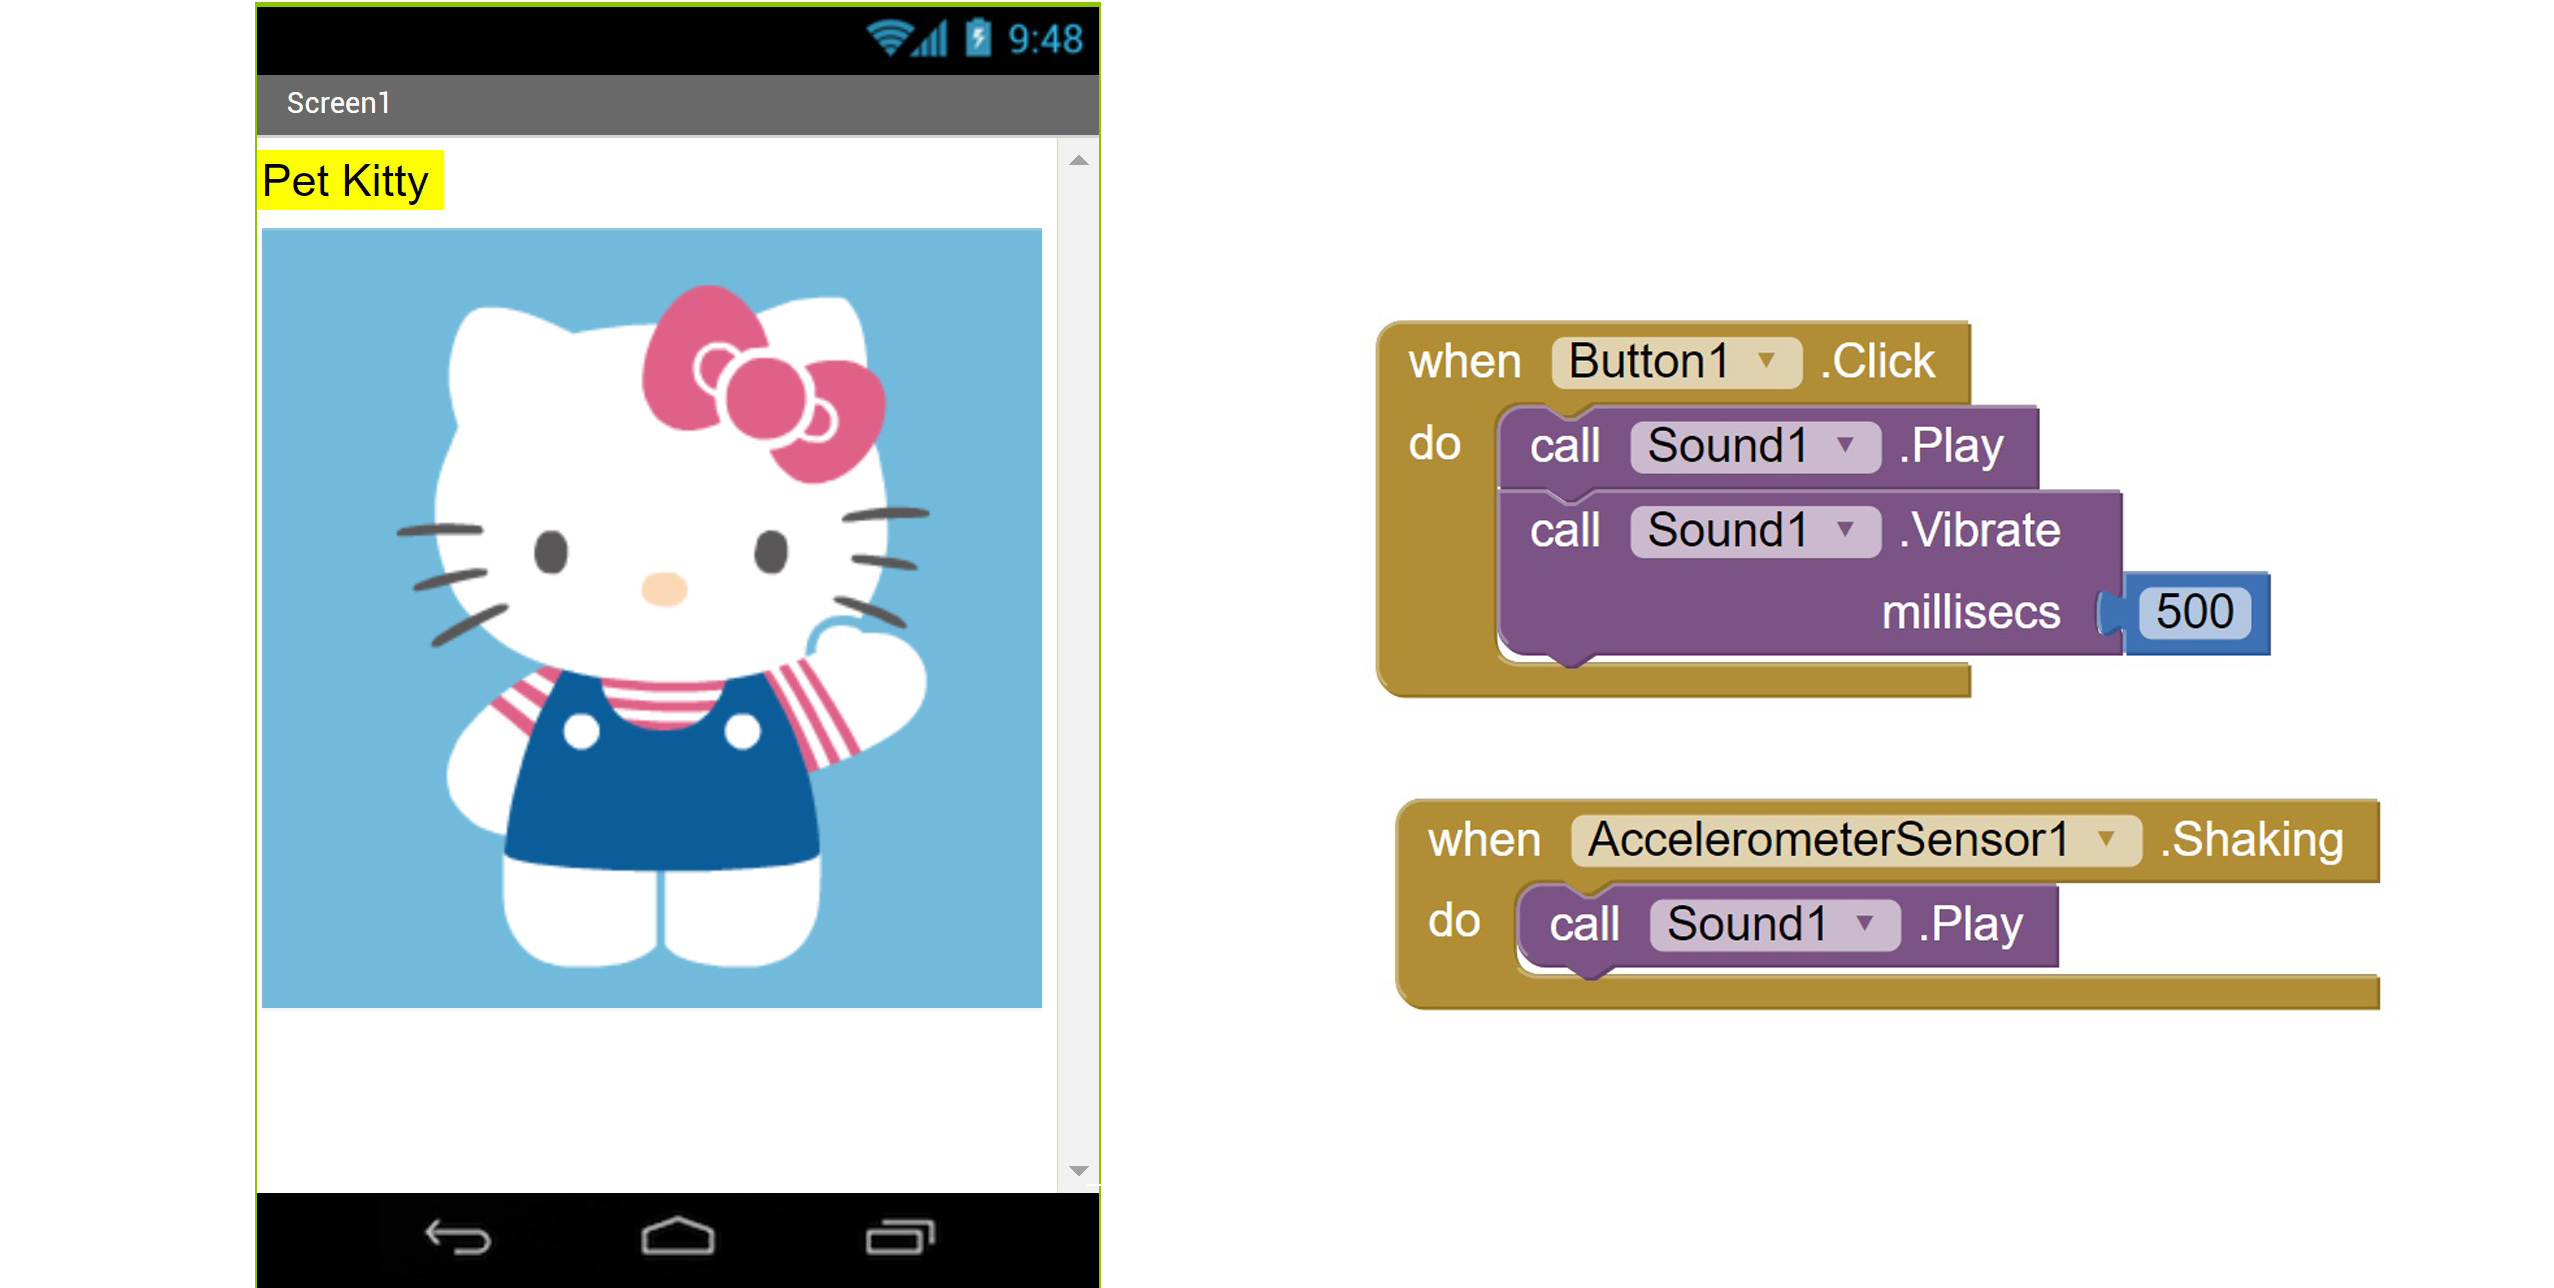 9:48
Screen1
Pet Kitty
when Button1 .Click
do call Sound1 .Play
call Sound1 .Vibrate
millisecs 500
when AccelerometerSensor1 .Shaking
do call Sound1 .Play